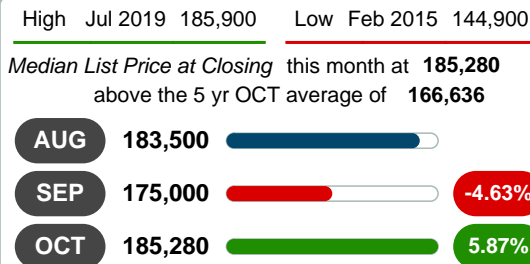 High Jul 2019 185,900 Low Feb 2015 144,900
Median List Price at Closing this month at 185,280
above the 5 yr OCT average of 166,636
AUG 183,500
SEP 175,000 -4.63%
OCT 185,280 5.87%